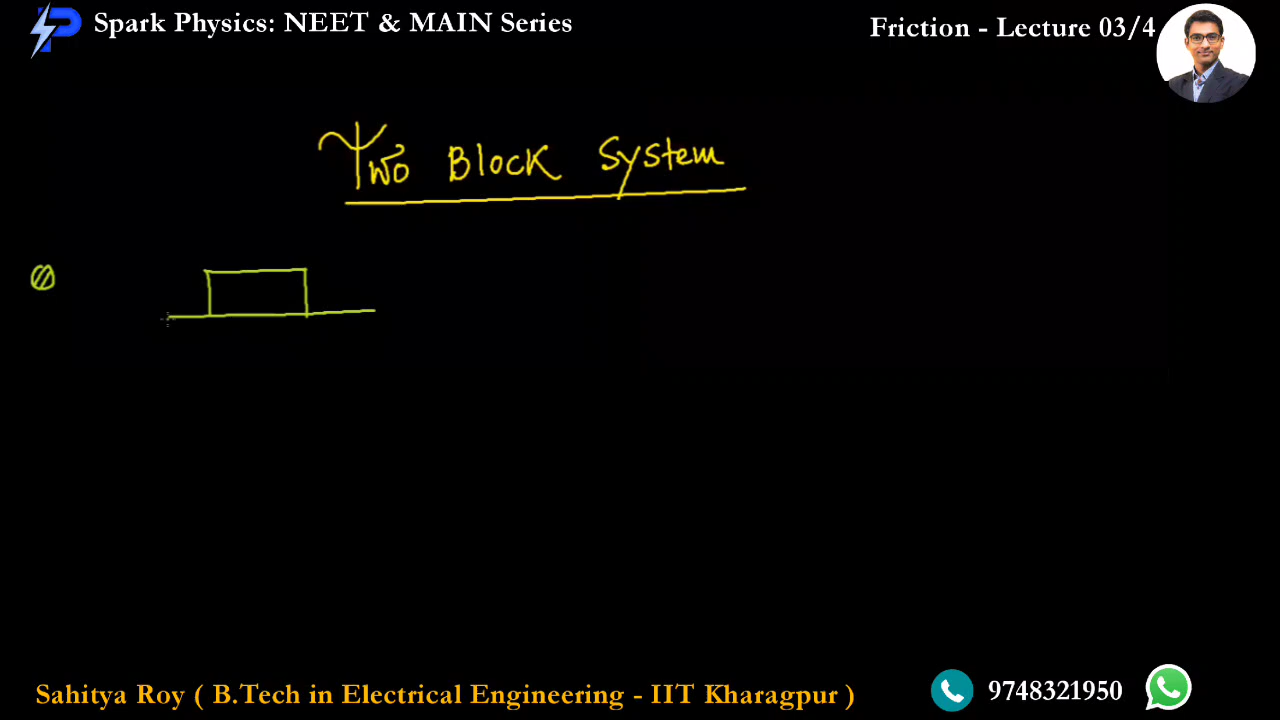 Spark Physics: NEET & MAIN Series
Friction - Lecture 03/4
Two Block System
Sahitya Roy ( B.Tech in Electrical Engineering - IIT Kharagpur )
9748321950